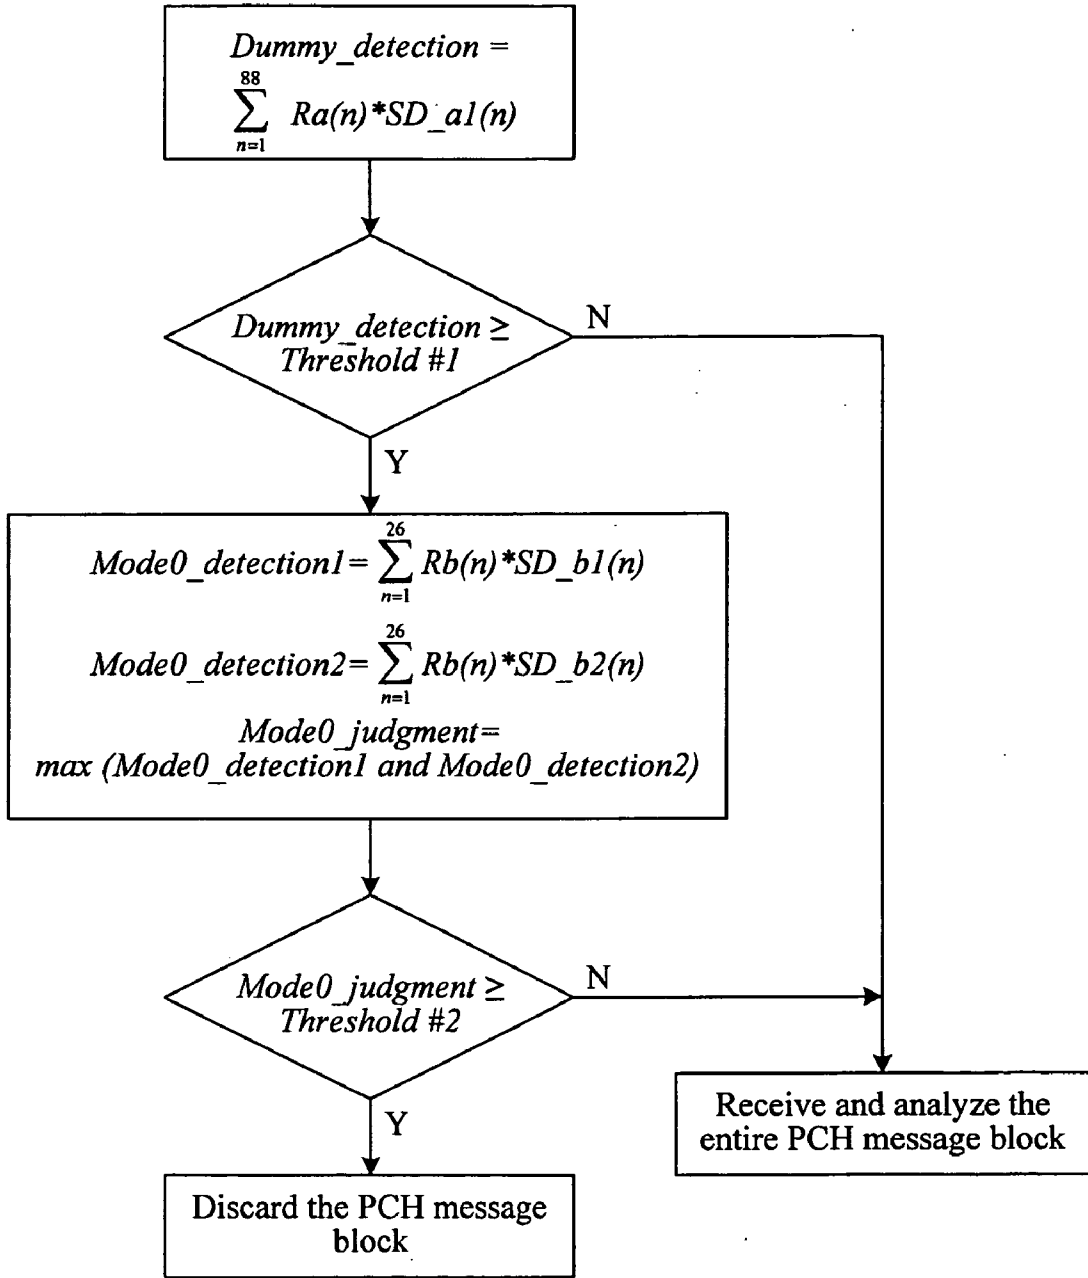 Dummy_detection =
88
∑ Ra(n)*SD_a1(n)
n=1
Dummy_detection ≥
Threshold #1
N
Y
26
Mode0_detection1= ∑ Rb(n)*SD_b1(n)
n=1
26
Mode0_detection2= ∑ Rb(n)*SD_b2(n)
n=1
Mode0_judgment=
max (Mode0_detection1 and Mode0_detection2)
Mode0_judgment ≥
Threshold #2
N
Y
Receive and analyze the
entire PCH message block
Discard the PCH message
block